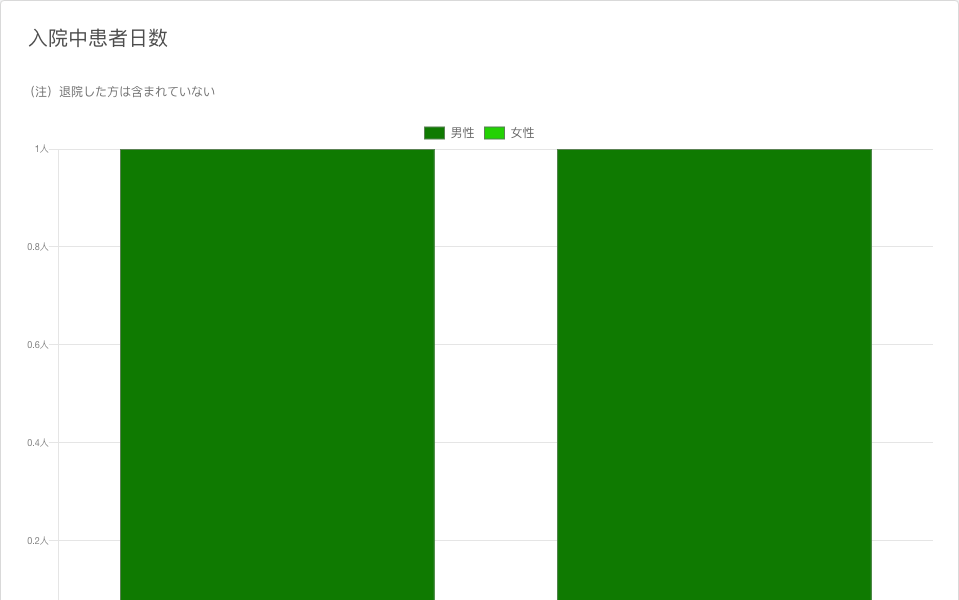 入院中患者日数
（注）退院した方は含まれていない
男性 女性
1人
0.8人
0.6人
0.4人
0.2人